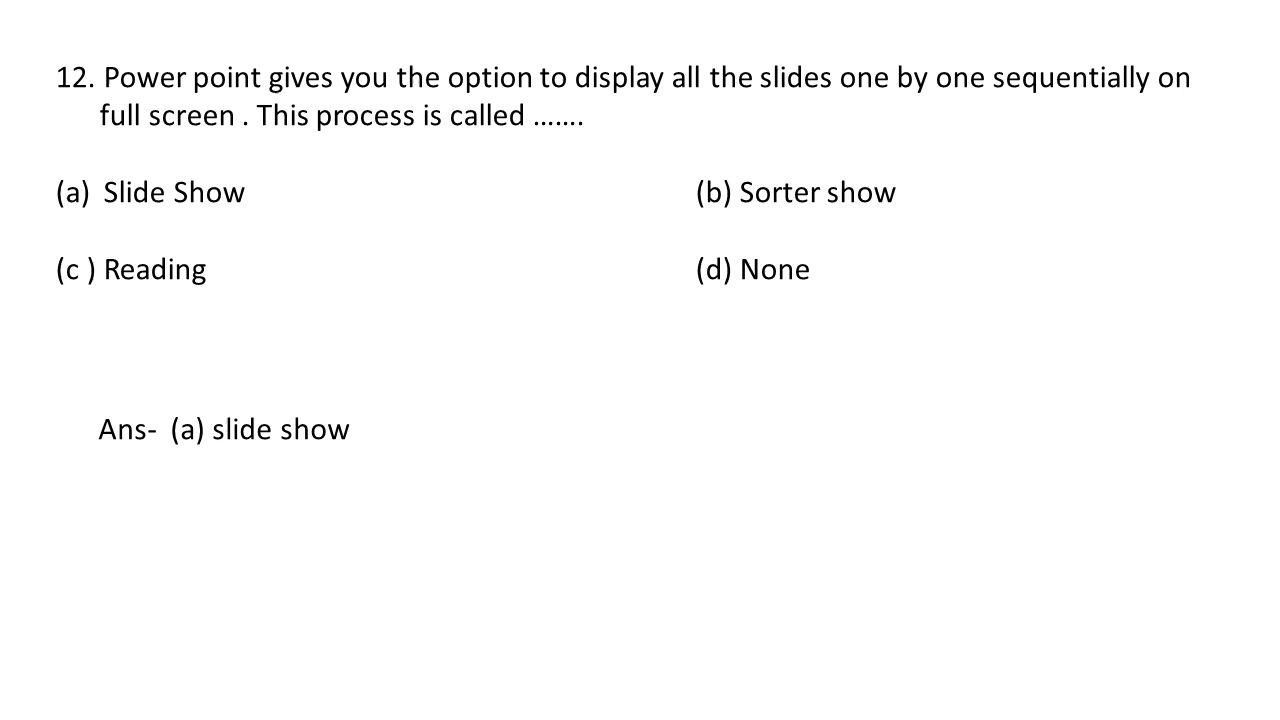 12. Power point gives you the option to display all the slides one by one sequentially on
full screen . This process is called …….
(a) Slide Show (b) Sorter show
(c ) Reading (d) None
Ans- (a) slide show